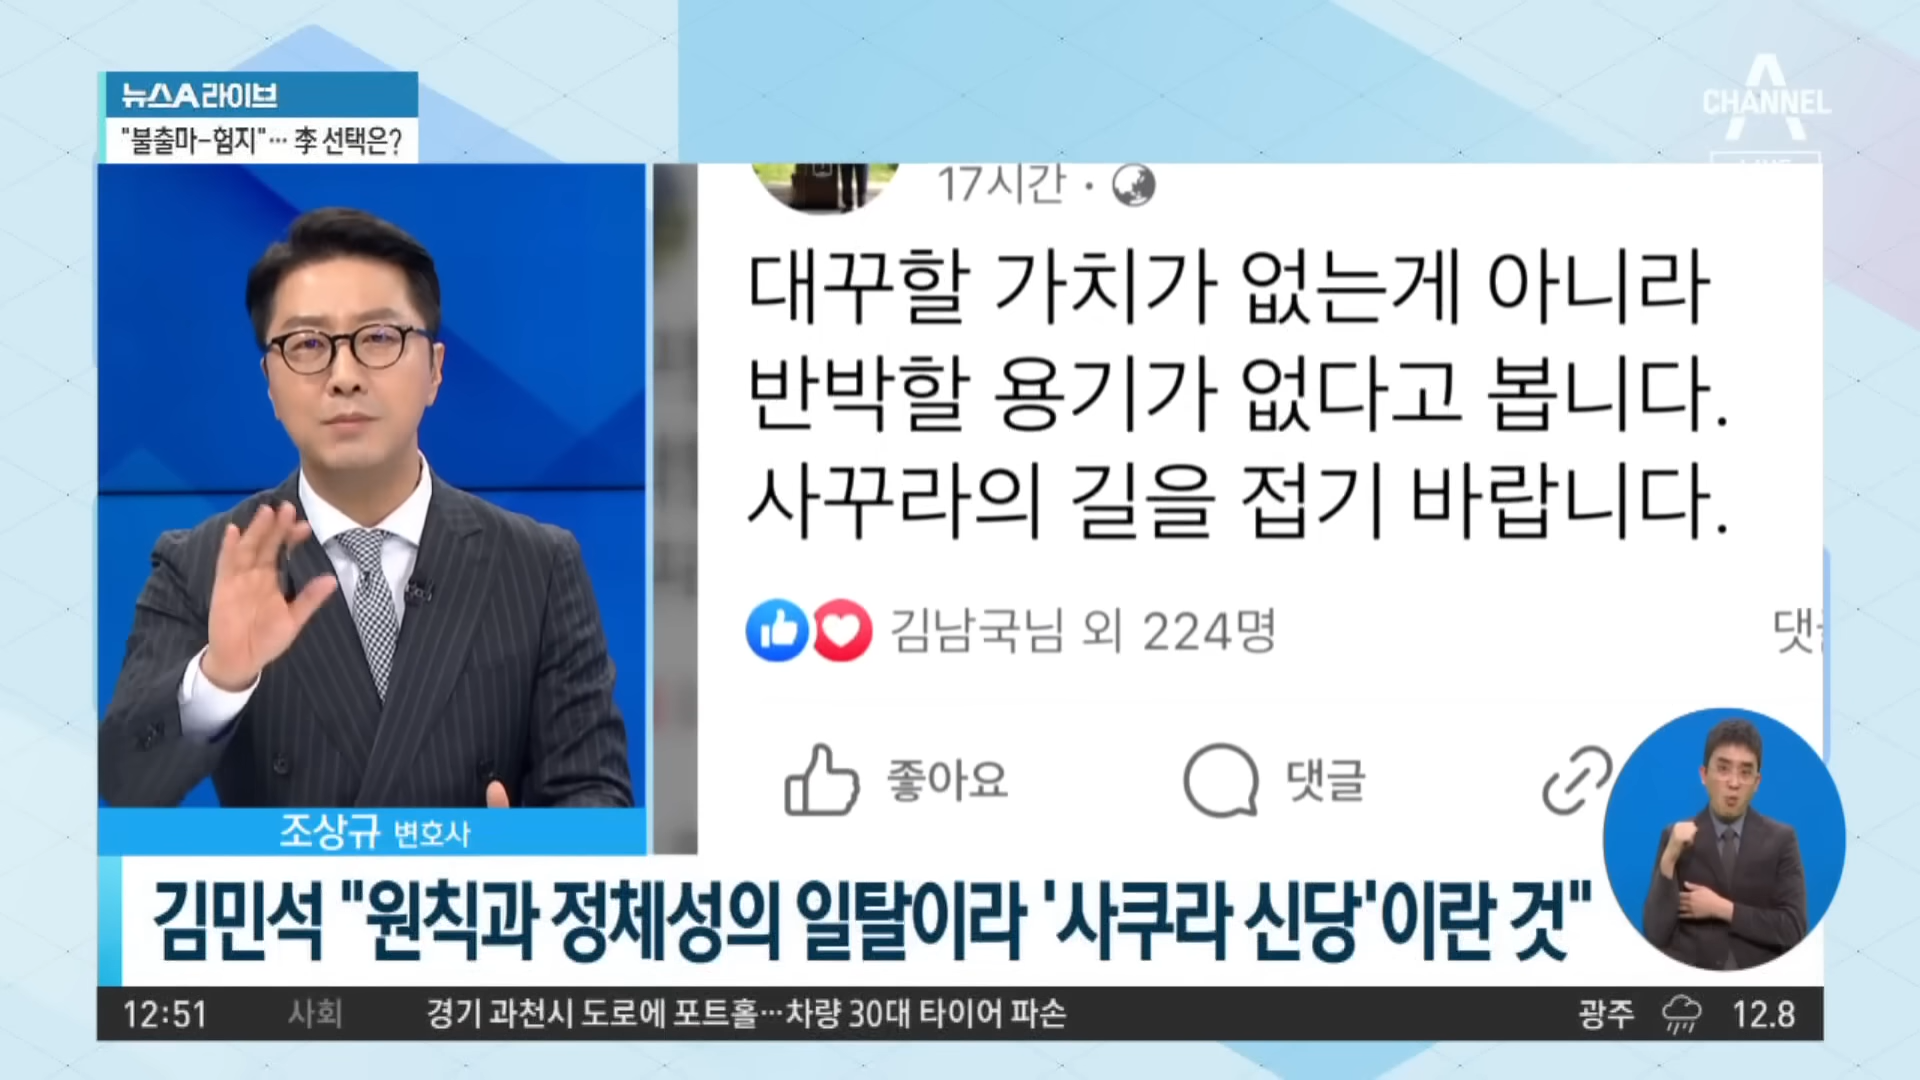 뉴스A 라이브
"불출마-험지"… 李 선택은?
CHANNEL A
17시간 ·
대꾸할 가치가 없는게 아니라
반박할 용기가 없다고 봅니다.
사꾸라의 길을 접기 바랍니다.
김남국님 외 224명
좋아요
댓글
조상규 변호사
김민석 "원칙과 정체성의 일탈이라 '사쿠라 신당'이란 것"
12:51 사회 경기 과천시 도로에 포트홀…차량 30대 타이어 파손 광주 12.8